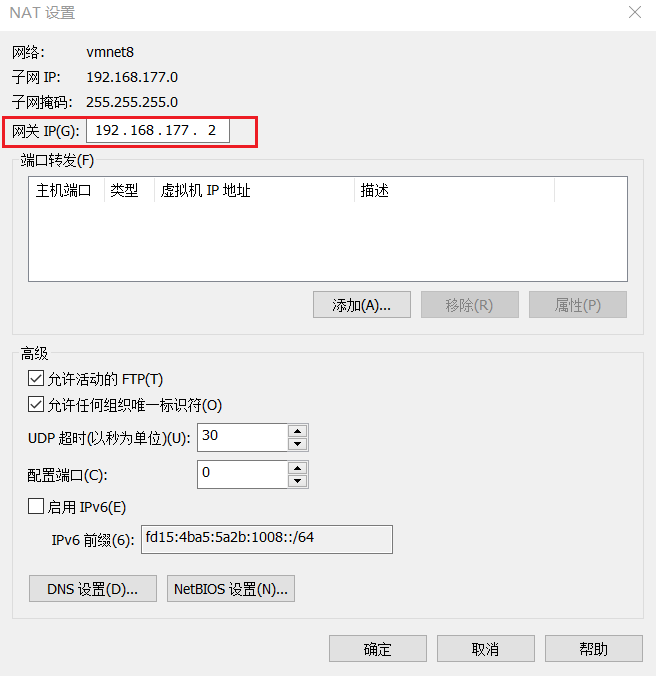 NAT 设置
网络: vmnet8
子网 IP: 192.168.177.0
子网掩码: 255.255.255.0
网关 IP(G): 192 . 168 . 177 . 2
端口转发(F)
主机端口 类型 虚拟机 IP 地址 描述
添加(A)... 移除(R) 属性(P)
高级
允许活动的 FTP(T)
允许任何组织唯一标识符(O)
UDP 超时(以秒为单位)(U): 30
配置端口(C): 0
启用 IPv6(E)
IPv6 前缀(6): fd15:4ba5:5a2b:1008::/64
DNS 设置(D)... NetBIOS 设置(N)...
确定 取消 帮助